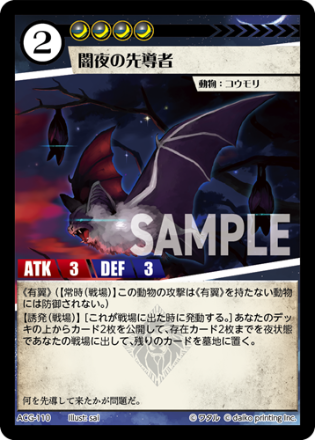 2
闇夜の先導者
動物：コウモリ
SAMPLE
ATK 3 DEF 3
《有翼》（【常時（戦場）】この動物の攻撃は《有翼》を持たない動物
には防御されない。）
【誘発（戦場）】［これが戦場に出た時に発動する。］あなたのデッ
キの上からカード2枚を公開して、存在カード2枚までを夜状態
であなたの戦場に出して、残りのカードを墓地に置く。
何を先導して来たかが問題だ。
ACG-110 Illust: sai © ワタル © daiko printing inc.